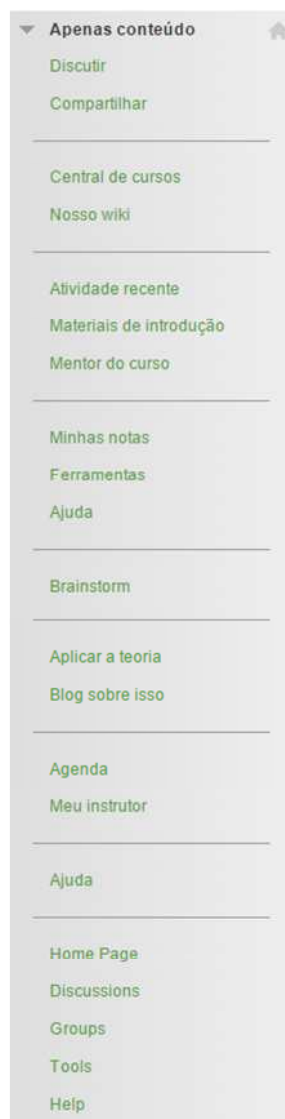 Apenas conteúdo
Discutir
Compartilhar
Central de cursos
Nosso wiki
Atividade recente
Materiais de introdução
Mentor do curso
Minhas notas
Ferramentas
Ajuda
Brainstorm
Aplicar a teoria
Blog sobre isso
Agenda
Meu instrutor
Ajuda
Home Page
Discussions
Groups
Tools
Help